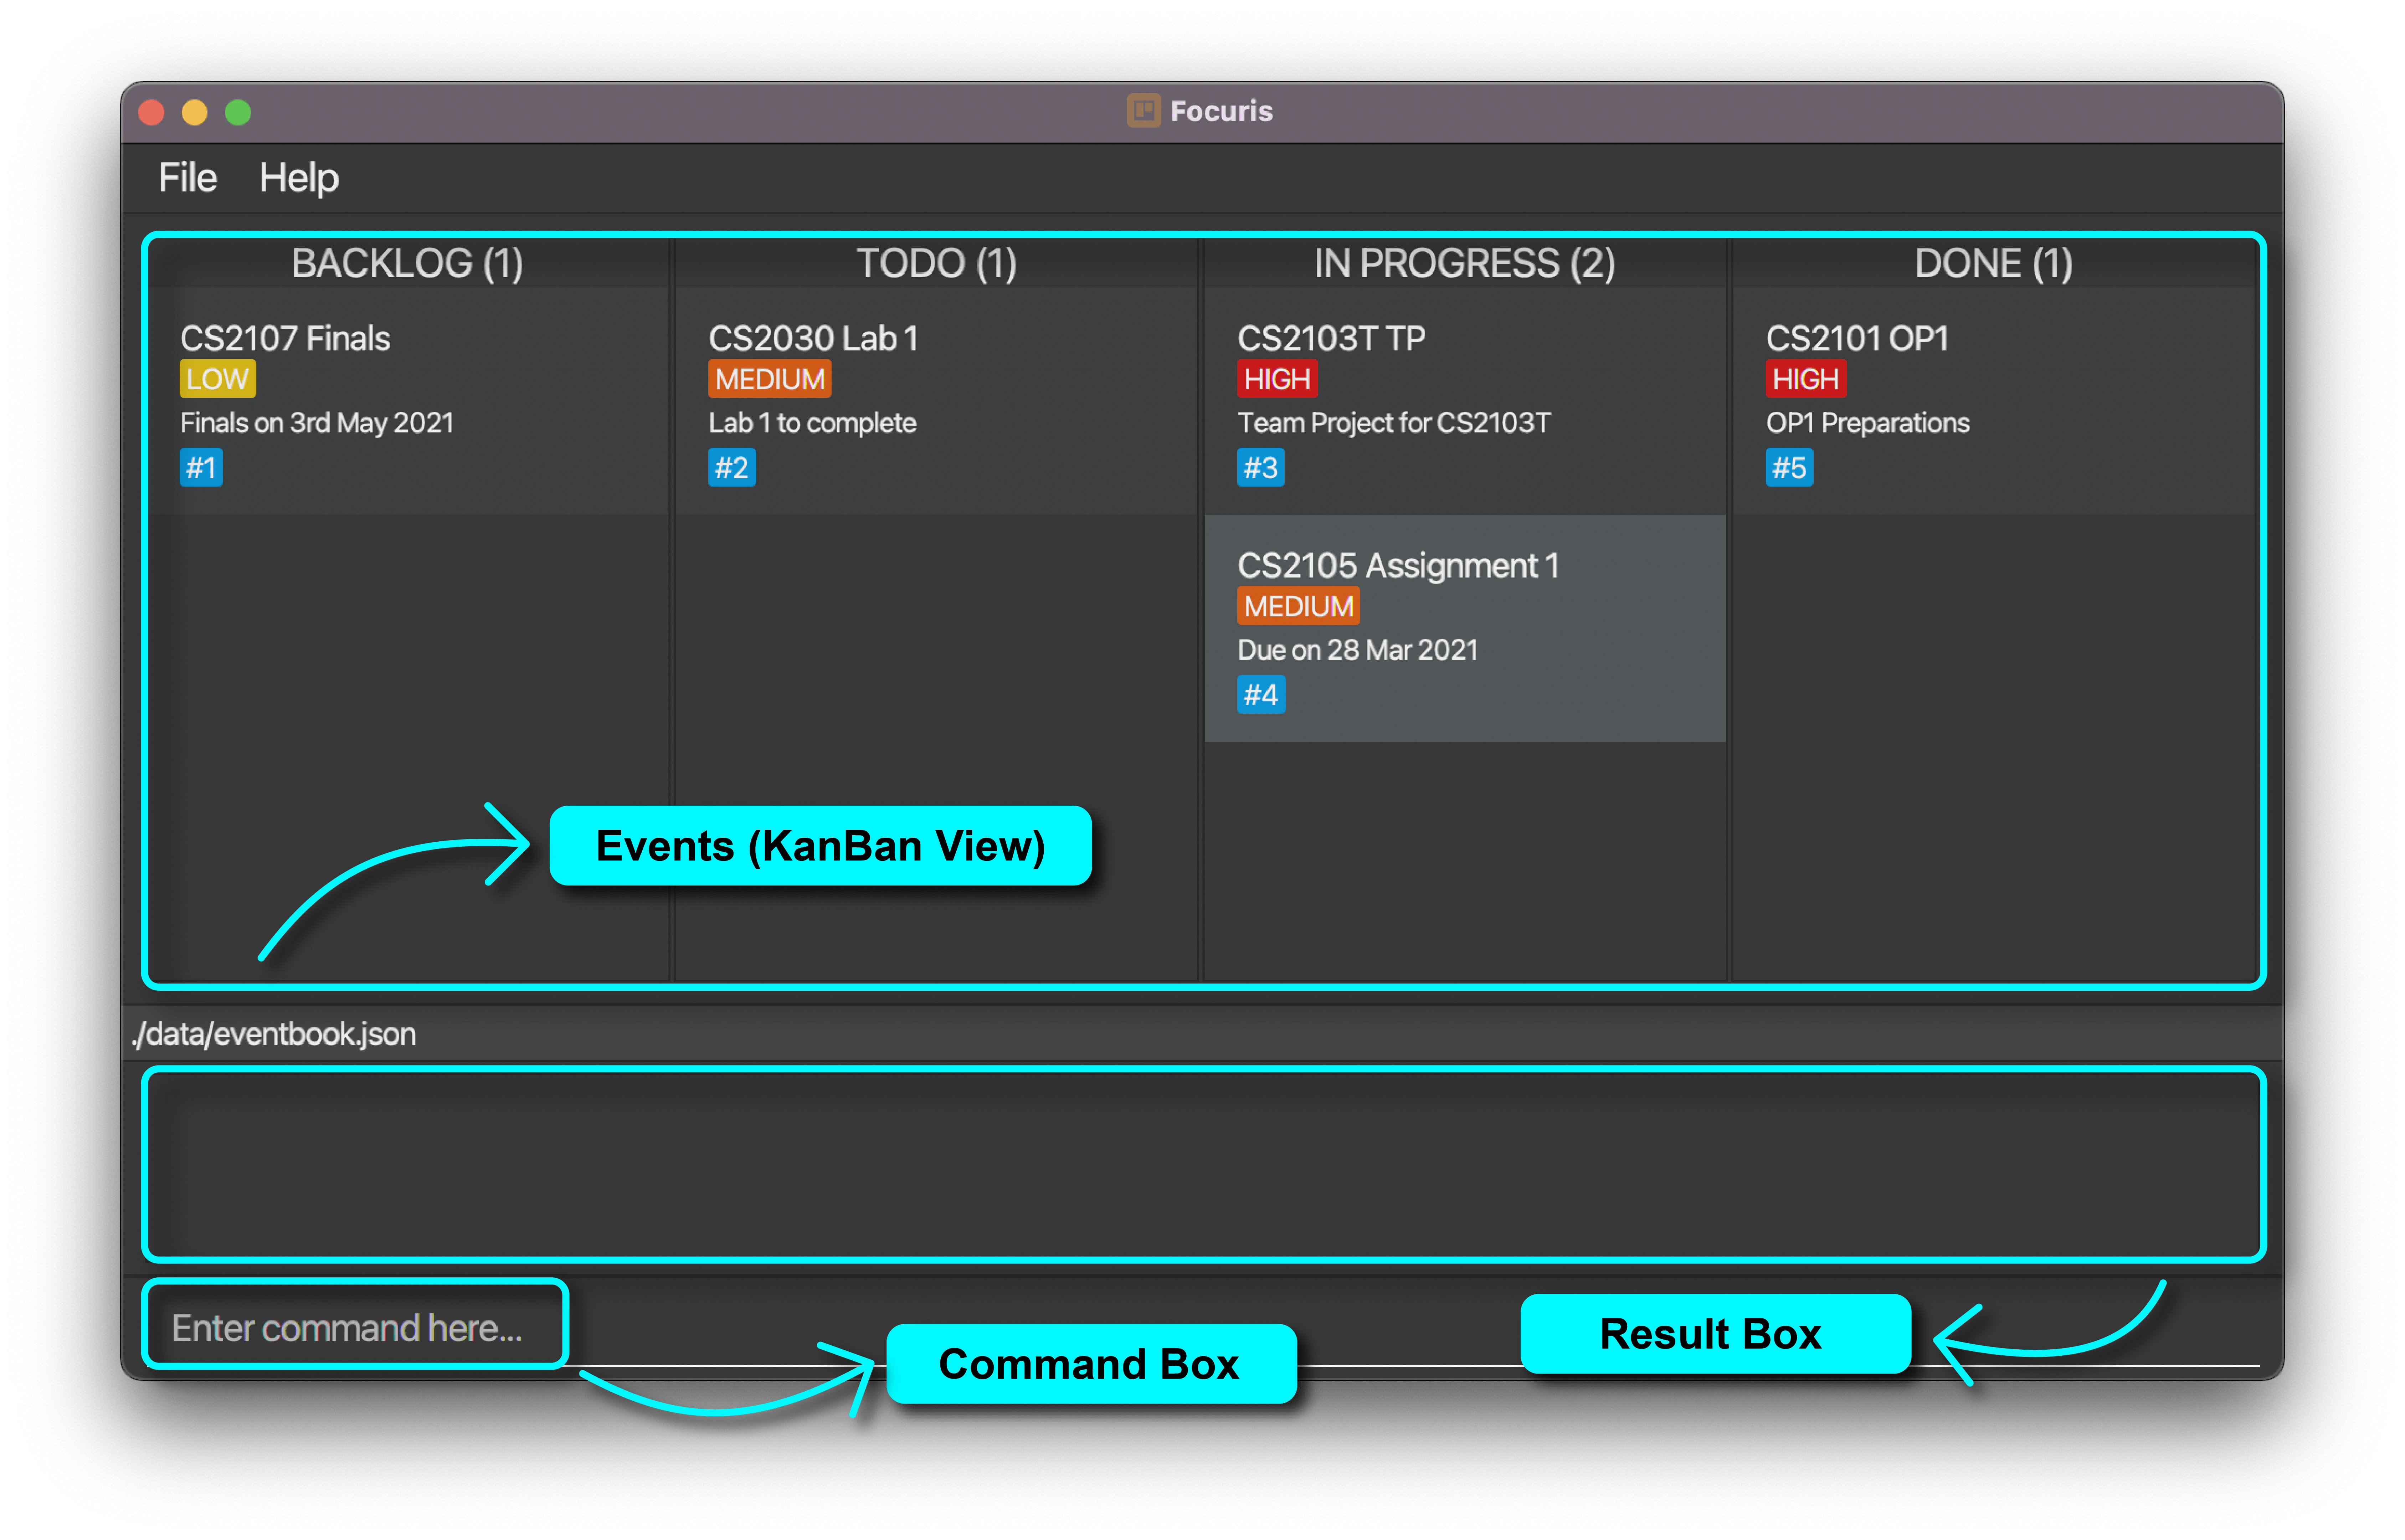 Focuris
File Help
BACKLOG (1)
CS2107 Finals
LOW
Finals on 3rd May 2021
#1
TODO (1)
CS2030 Lab 1
MEDIUM
Lab 1 to complete
#2
IN PROGRESS (2)
CS2103T TP
HIGH
Team Project for CS2103T
#3
CS2105 Assignment 1
MEDIUM
Due on 28 Mar 2021
#4
DONE (1)
CS2101 OP1
HIGH
OP1 Preparations
#5
Events (KanBan View)
./data/eventbook.json
Enter command here...
Command Box
Result Box